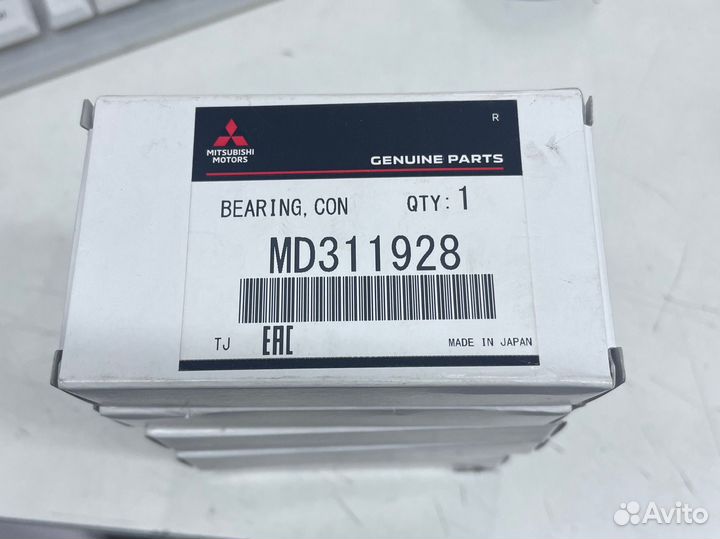 R
MITSUBISHI
MOTORS
GENUINE PARTS
BEARING, CON QTY: 1
MD311928
TJ EAC MADE IN JAPAN
Avito